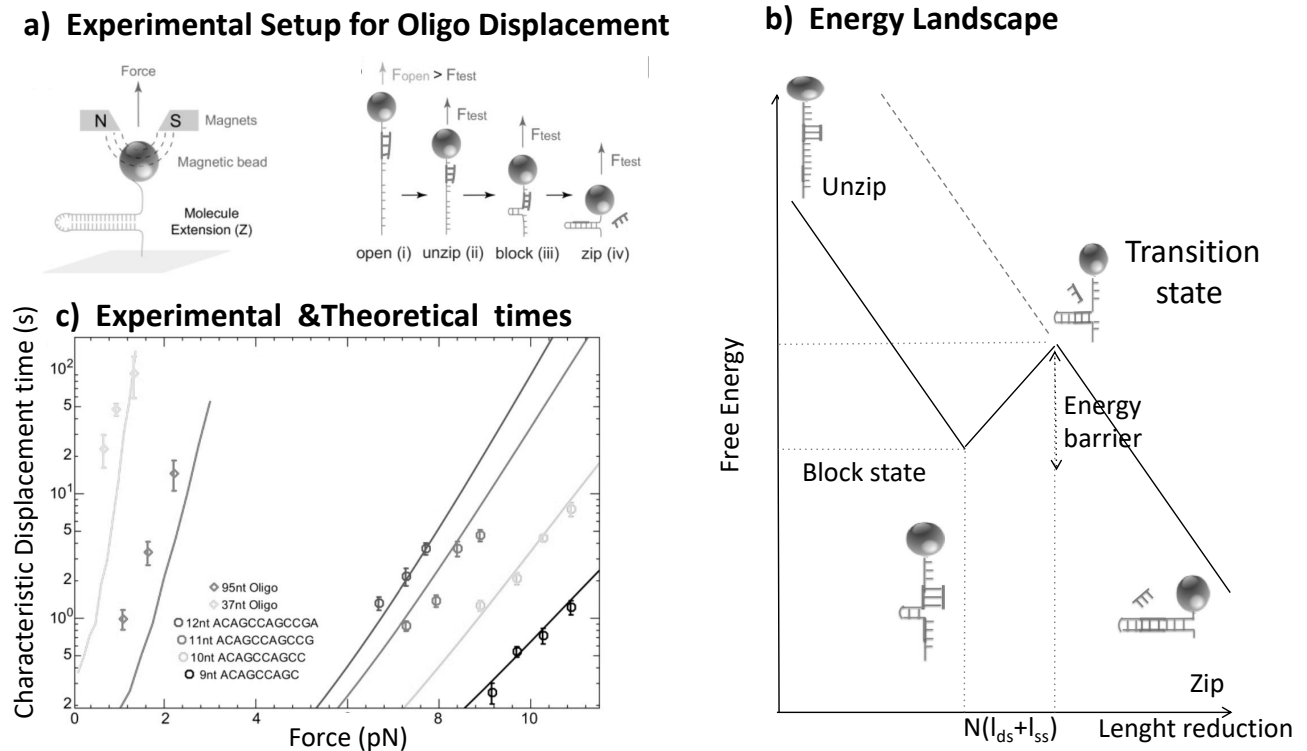 a) Experimental Setup for Oligo Displacement
Force
N
S
Magnets
Magnetic bead
Molecule
Extension (Z)
Fopen > Ftest
Ftest
Ftest
Ftest
open (i)
unzip (ii)
block (iii)
zip (iv)
b) Energy Landscape
Unzip
Transition
state
Free Energy
Energy
barrier
Block state
Zip
N(lds+lss)
Lenght reduction
c) Experimental &Theoretical times
Characteristic Displacement time (s)
10²
5
2
10¹
5
2
10⁰
5
2
95nt Oligo
37nt Oligo
12nt ACAGCCAGCCGA
11nt ACAGCCAGCCG
10nt ACAGCCAGCC
9nt ACAGCCAGC
0
2
4
6
8
10
Force (pN)